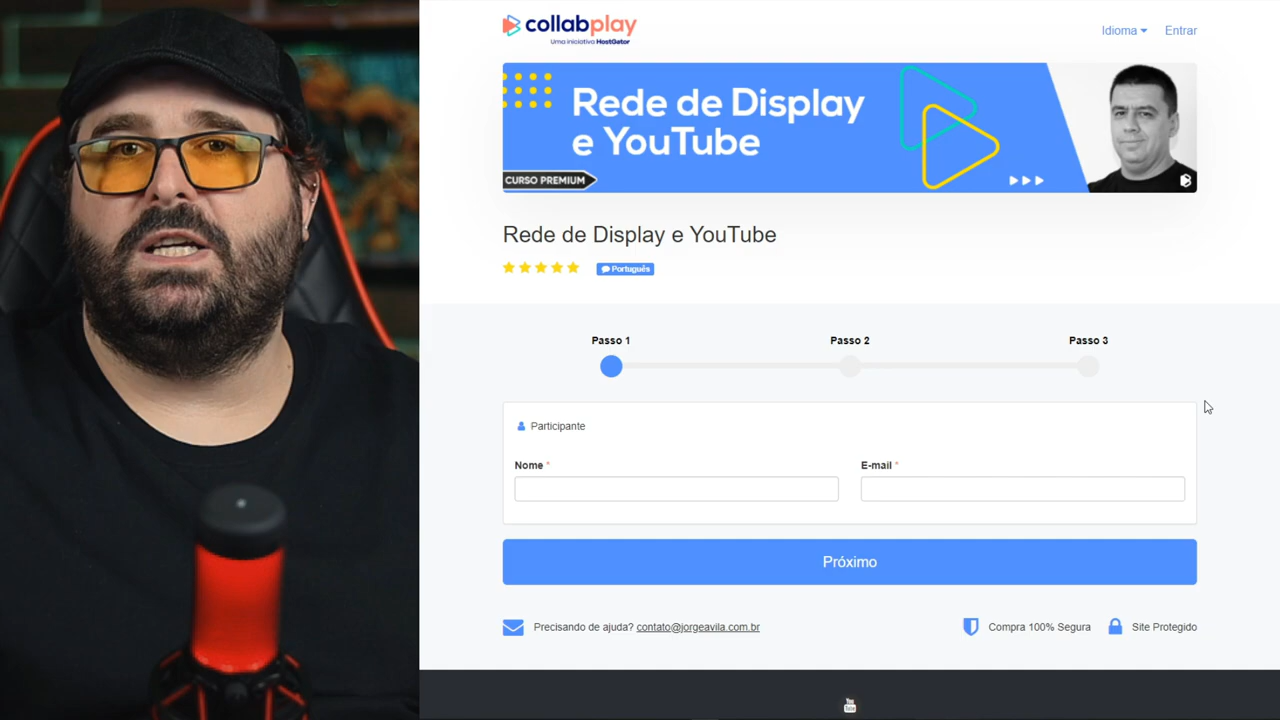 collabplay
Uma iniciativa HostGator
Idioma
Entrar
Rede de Display
e YouTube
CURSO PREMIUM
Rede de Display e YouTube
Português
Passo 1
Passo 2
Passo 3
Participante
Nome *
E-mail *
Próximo
Precisando de ajuda? contato@jorgeavila.com.br
Compra 100% Segura
Site Protegido
You
Tube